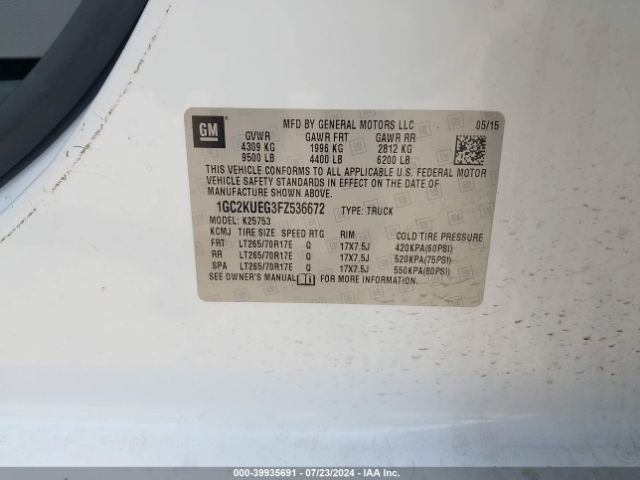 GM
MFD BY GENERAL MOTORS LLC 05/15
GVWR GAWR FRT GAWR RR
4309 KG 1996 KG 2812 KG
9500 LB 4400 LB 6200 LB
THIS VEHICLE CONFORMS TO ALL APPLICABLE U.S. FEDERAL MOTOR
VEHICLE SAFETY STANDARDS IN EFFECT ON THE DATE OF
MANUFACTURE SHOWN ABOVE.
1GC2KUEG3FZ536672 TYPE: TRUCK
MODEL: K25753
KCMJ TIRE SIZE SPEED RTG RIM COLD TIRE PRESSURE
FRT LT265/70R17E Q 17X7.5J 420KPA(60PSI)
RR LT265/70R17E Q 17X7.5J 520KPA(75PSI)
SPA LT265/70R17E Q 17X7.5J 550KPA(80PSI)
SEE OWNER'S MANUAL FOR MORE INFORMATION.
000-39935691 / 07/23/2024 / IAA Inc.